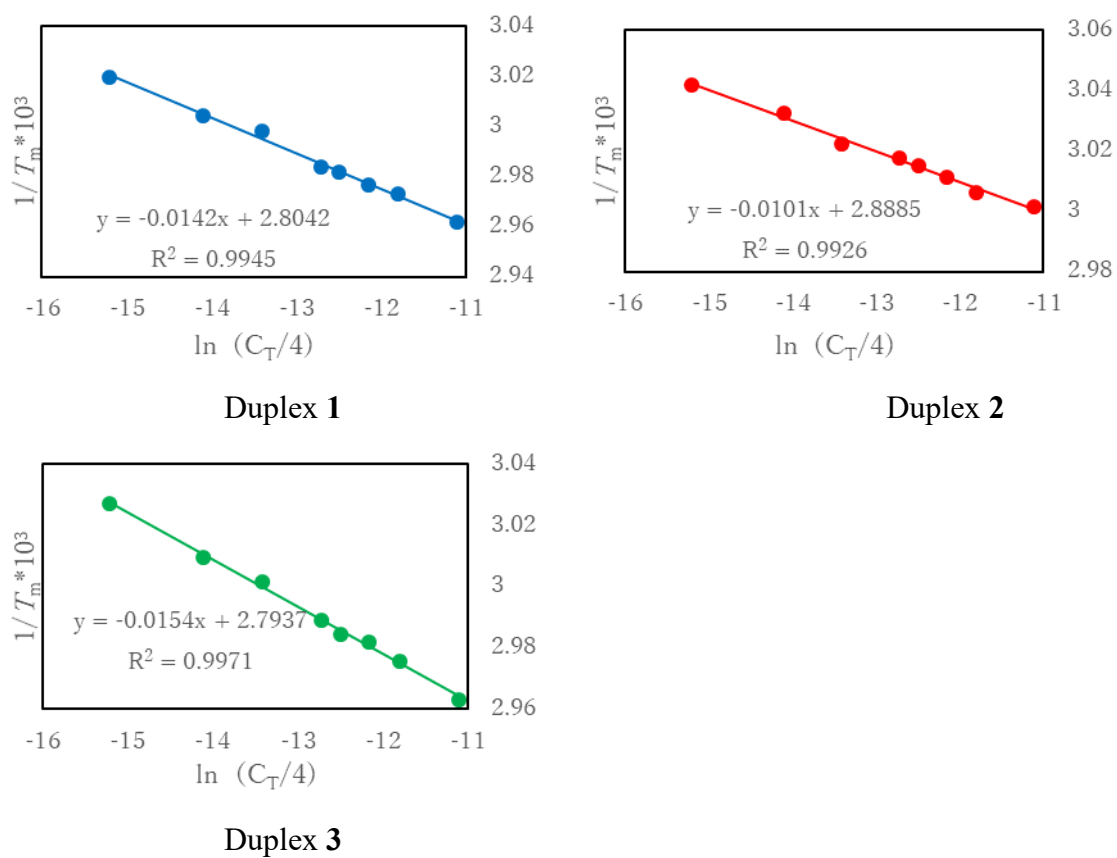 3.04
3.02
3
2.98
2.96
2.94
1/Tm*10³
y = -0.0142x + 2.8042
R² = 0.9945
-16 -15 -14 -13 -12 -11
ln (CT/4)
Duplex 1
3.06
3.04
3.02
3
2.98
1/Tm*10³
y = -0.0101x + 2.8885
R² = 0.9926
-16 -15 -14 -13 -12 -11
ln (CT/4)
Duplex 2
3.04
3.02
3
2.98
2.96
1/Tm*10³
y = -0.0154x + 2.7937
R² = 0.9971
-16 -15 -14 -13 -12 -11
ln (CT/4)
Duplex 3